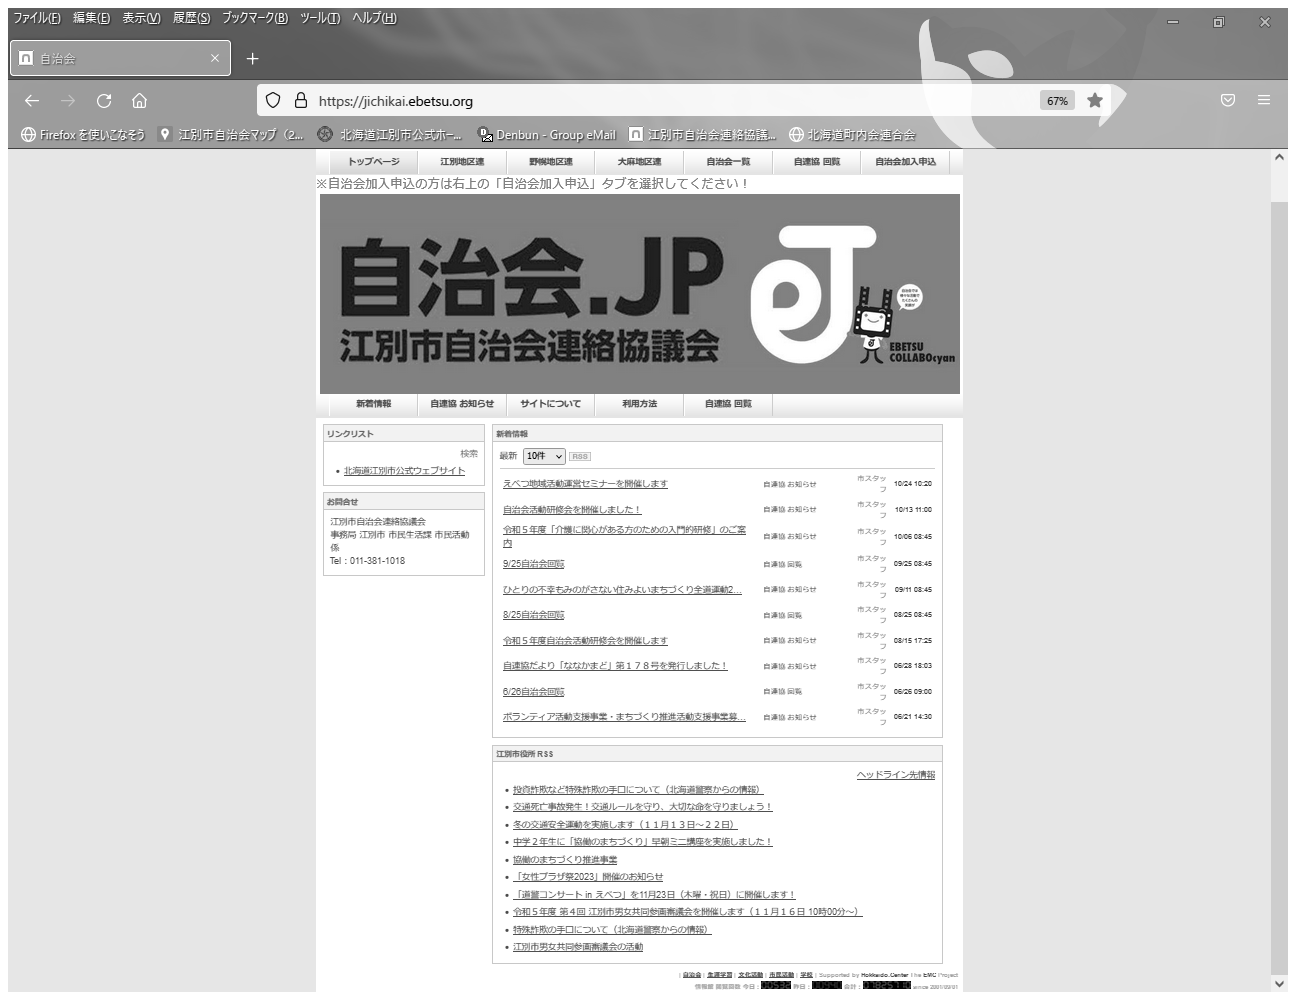 ファイル(F) 編集(E) 表示(V) 履歴(S) ブックマーク(B) ツール(T) ヘルプ(H)
自治会
https://jichikai.ebetsu.org 67%
Firefox を使いこなそう 江別市自治会マップ（2... 北海道江別市公式ホー... Denbun - Group eMail 江別市自治会連絡協議... 北海道町内会連合会
トップページ 江別地区連 野幌地区連 大麻地区連 自治会一覧 自連協 回覧 自治会加入申込
※自治会加入申込の方は右上の「自治会加入申込」タブを選択してください！
自治会.JP
江別市自治会連絡協議会
eJ
EBETSU
COLLABOcyan
新着情報 自連協 お知らせ サイトについて 利用方法 自連協 回覧
リンクリスト
検索
北海道江別市公式ウェブサイト
お問合せ
江別市自治会連絡協議会
事務局 江別市 市民生活課 市民活動
係
Tel：011-381-1018
新着情報
最新 10件 RSS
えべつ地域活動運営セミナーを開催します 自連協 お知らせ 市スタッフ 10/24 10:20
自治会活動研修会を開催しました！ 自連協 お知らせ 市スタッフ 10/13 11:00
令和５年度「介護に関心がある方のための入門的研修」のご案
内 自連協 お知らせ 市スタッフ 10/06 08:45
9/25自治会回覧 自連協 回覧 市スタッフ 09/25 08:45
ひとりの不幸もみのがさない住みよいまちづくり全道運動2... 自連協 お知らせ 市スタッフ 09/11 08:45
8/25自治会回覧 自連協 回覧 市スタッフ 08/25 08:45
令和５年度自治会活動研修会を開催します 自連協 お知らせ 市スタッフ 08/15 17:25
自連協だより「ななかまど」第１７８号を発行しました！ 自連協 お知らせ 市スタッフ 06/28 18:03
6/26自治会回覧 自連協 回覧 市スタッフ 06/26 09:00
ボランティア活動支援事業・まちづくり推進活動支援事業募... 自連協 お知らせ 市スタッフ 06/21 14:30
江別市役所 RSS
ヘッドライン先情報
投資詐欺など特殊詐欺の手口について（北海道警察からの情報）
交通死亡事故発生！交通ルールを守り、大切な命を守りましょう！
冬の交通安全運動を実施します（１１月１３日～２２日）
中学２年生に「協働のまちづくり」早朝ミニ講座を実施しました！
協働のまちづくり推進事業
「女性プラザ祭2023」開催のお知らせ
「道警コンサート in えべつ」を11月23日（木曜・祝日）に開催します！
令和５年度 第４回 江別市男女共同参画審議会を開催します（１１月１６日 10時00分～）
特殊詐欺の手口について（北海道警察からの情報）
江別市男女共同参画審議会の活動
| 自治会 | 生涯学習 | 文化活動 | 市民活動 | 学校 | Supported by Hokkaido.Center The EMC Project
情報館 閲覧回数 今日： 昨日： 合計： since 2001/09/01